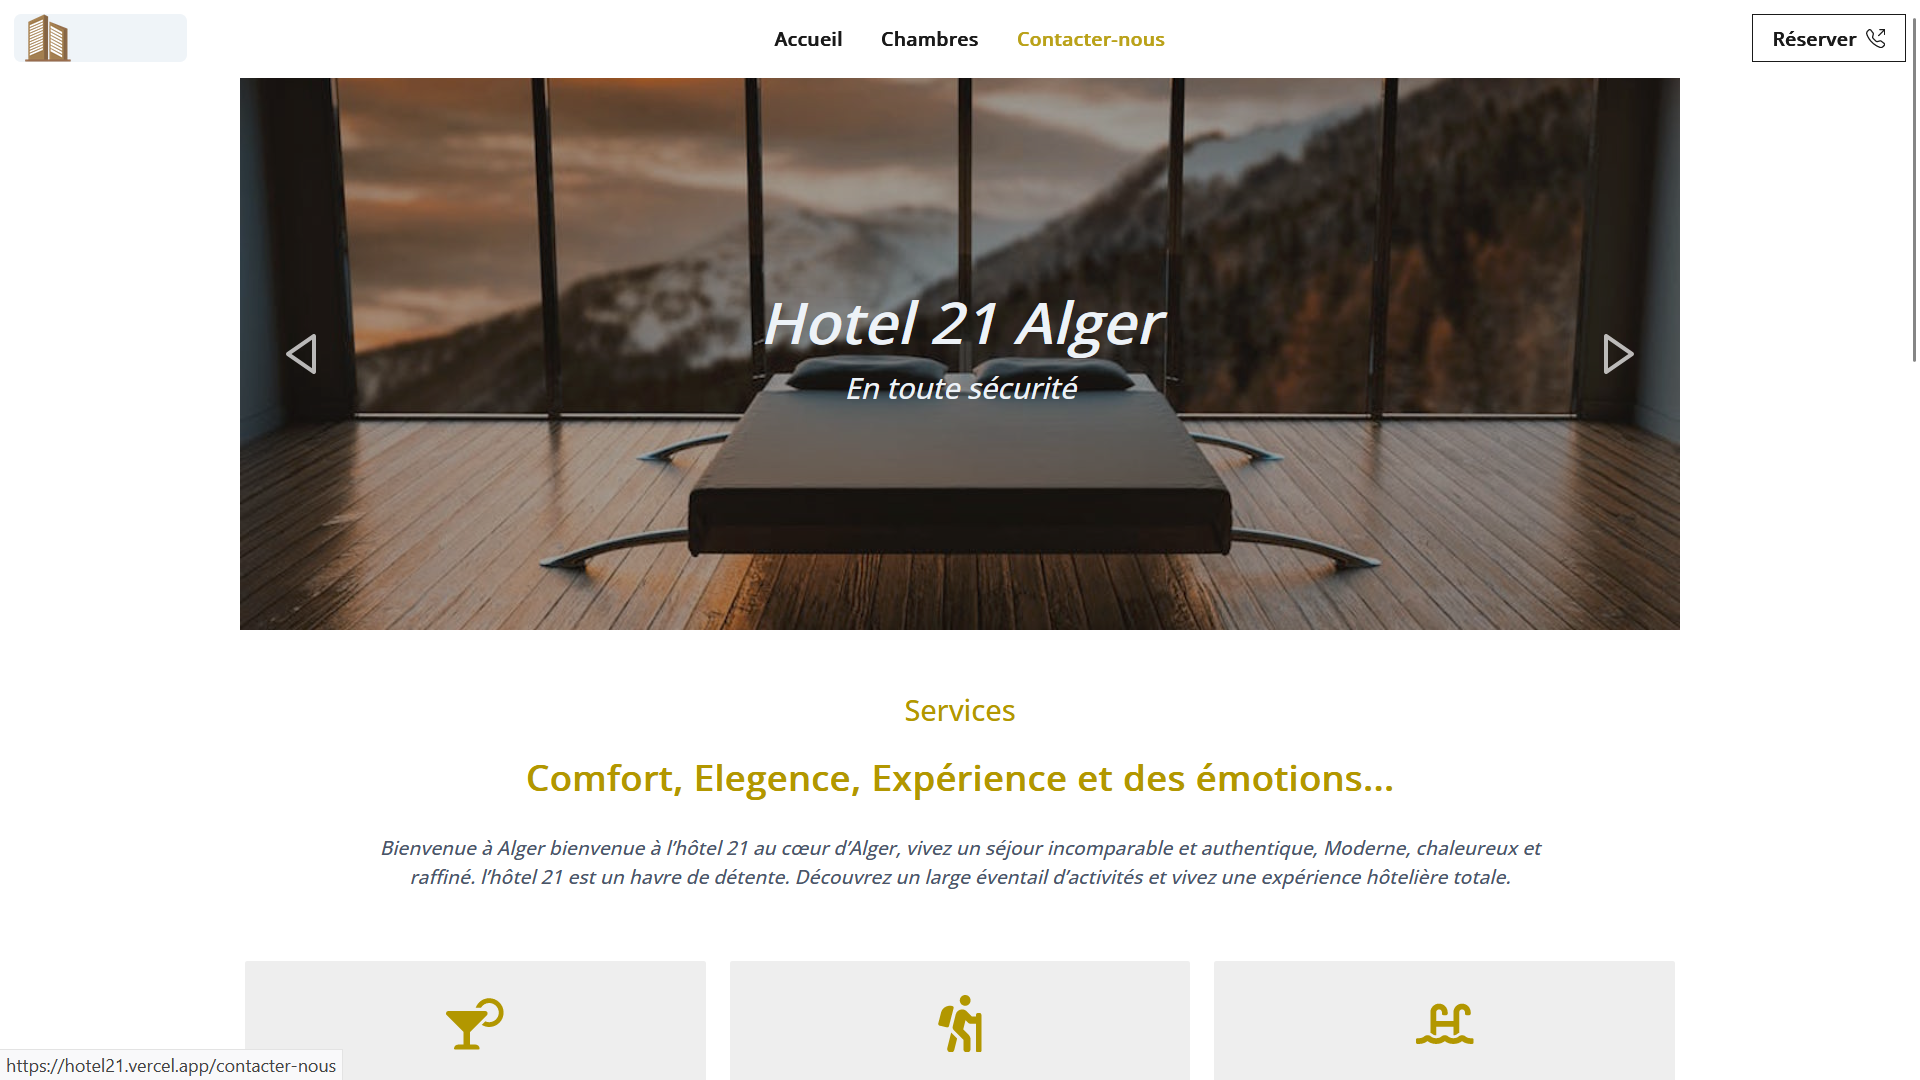 Accueil
Chambres
Contacter-nous
Réserver
Hotel 21 Alger
En toute sécurité
Services
Comfort, Elegence, Expérience et des émotions...
Bienvenue à Alger bienvenue à l’hôtel 21 au cœur d’Alger, vivez un séjour incomparable et authentique, Moderne, chaleureux et
raffiné. l’hôtel 21 est un havre de détente. Découvrez un large éventail d’activités et vivez une expérience hôtelière totale.
https://hotel21.vercel.app/contacter-nous